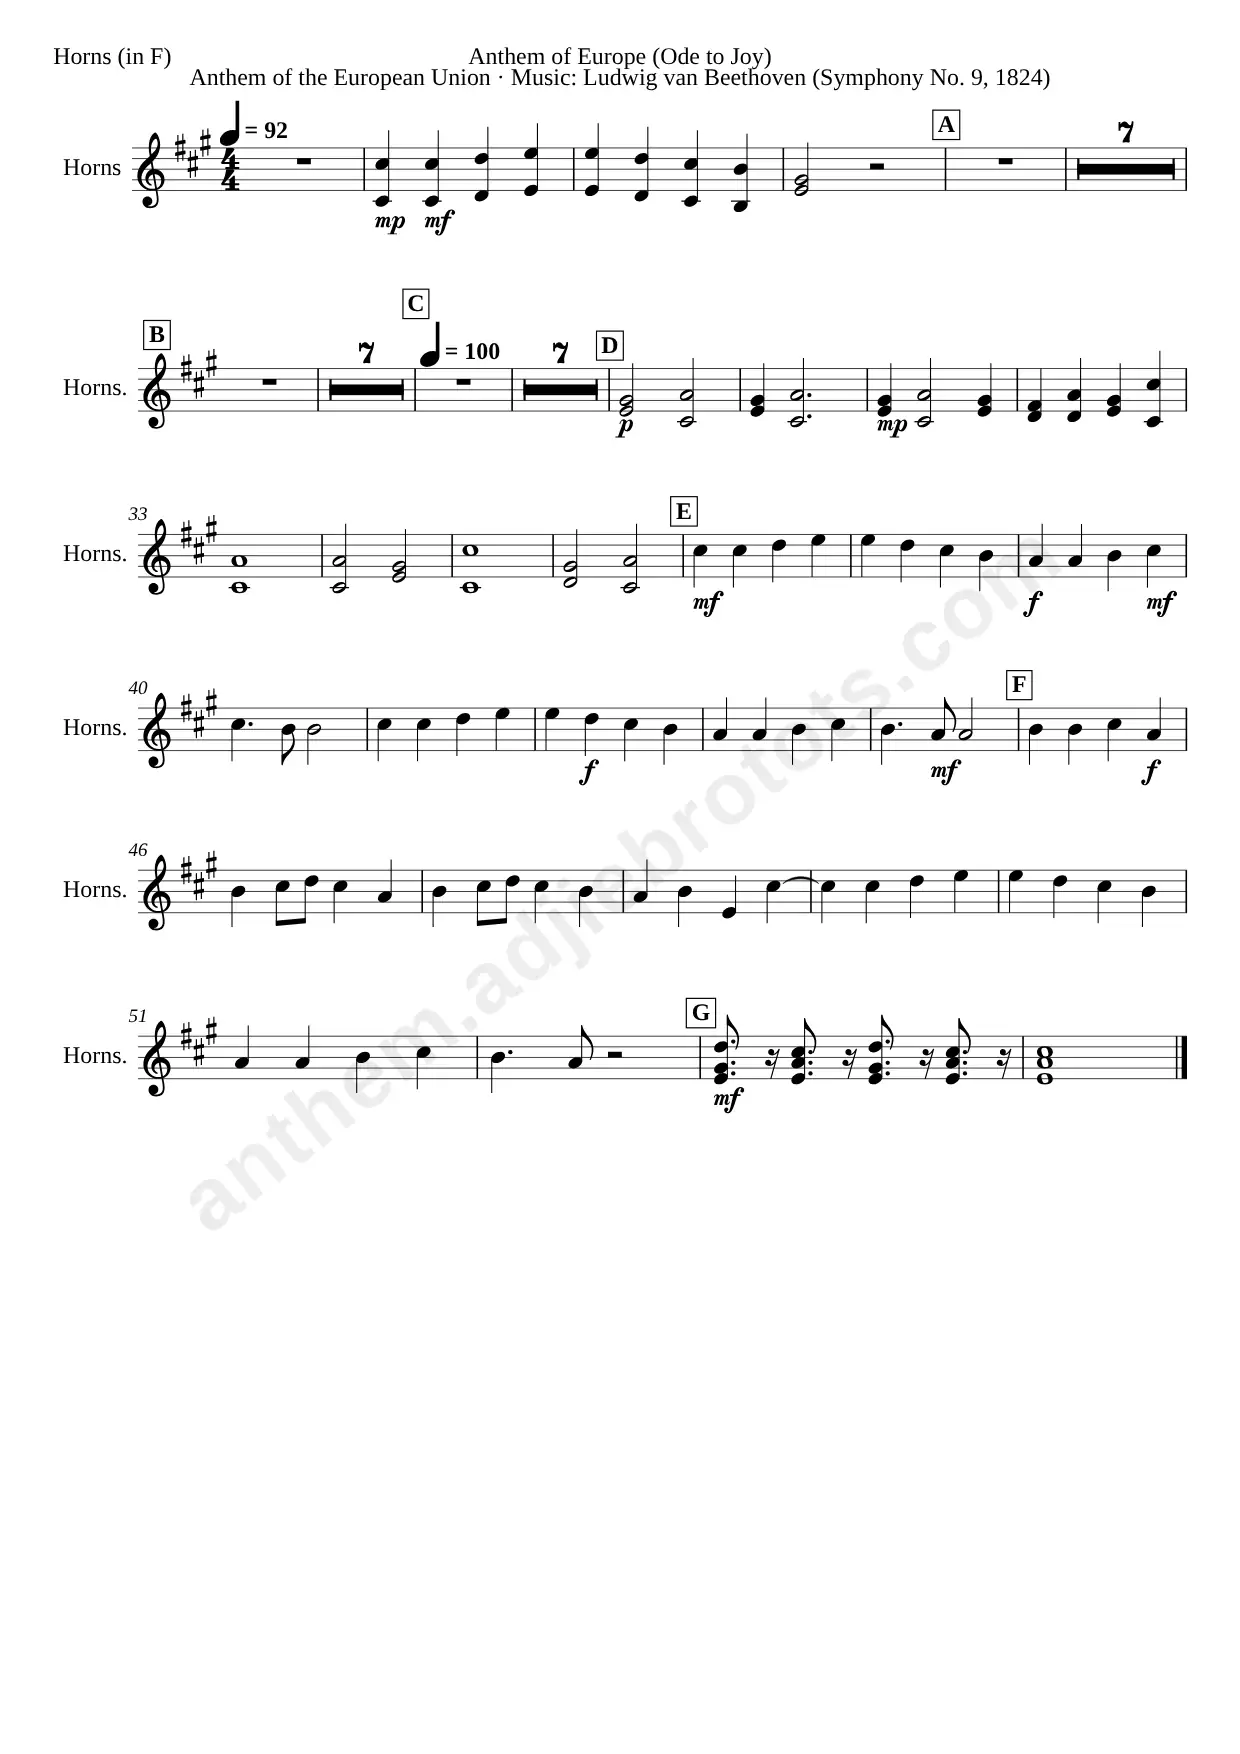 Horns (in F)
Anthem of Europe (Ode to Joy)
Anthem of the European Union · Music: Ludwig van Beethoven (Symphony No. 9, 1824)
= 92
A
7
Horns
4
4
mp mf
B
7
C
= 100
7
D
Horns.
p mp
33
E
Horns.
mf f mf
40
F
Horns.
f mf f
46
Horns.
51
G
Horns.
mf
anthem.adjiebrotots.com